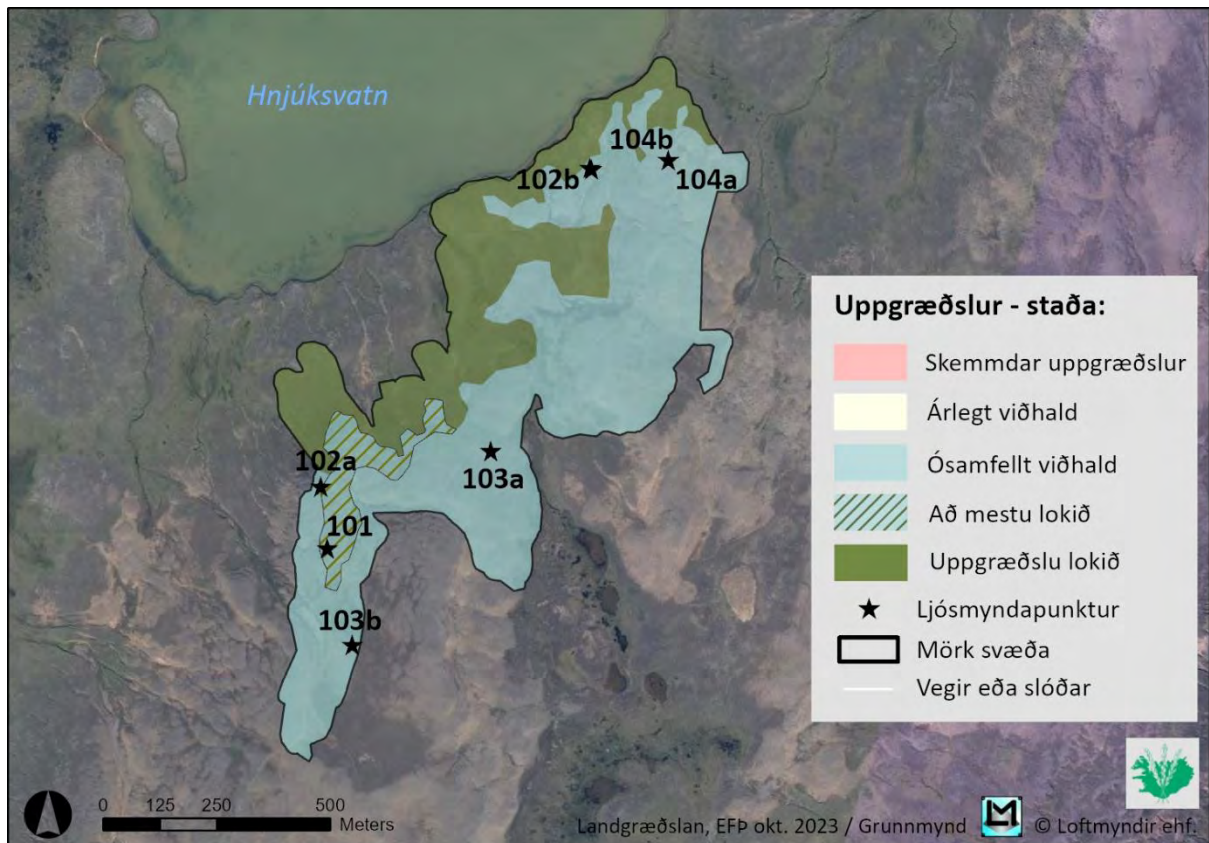 Hnjúksvatn
104b
102b
104a
102a
103a
101
103b
Uppgræðslur - staða:
Skemmdar uppgræðslur
Árlegt viðhald
Ósamfellt viðhald
Að mestu lokið
Uppgræðslu lokið
Ljósmyndapunktur
Mörk svæða
Vegir eða slóðar
0 125 250 500
Meters
Landgræðslan, EFÞ okt. 2023 / Grunnmynd © Loftmyndir ehf.